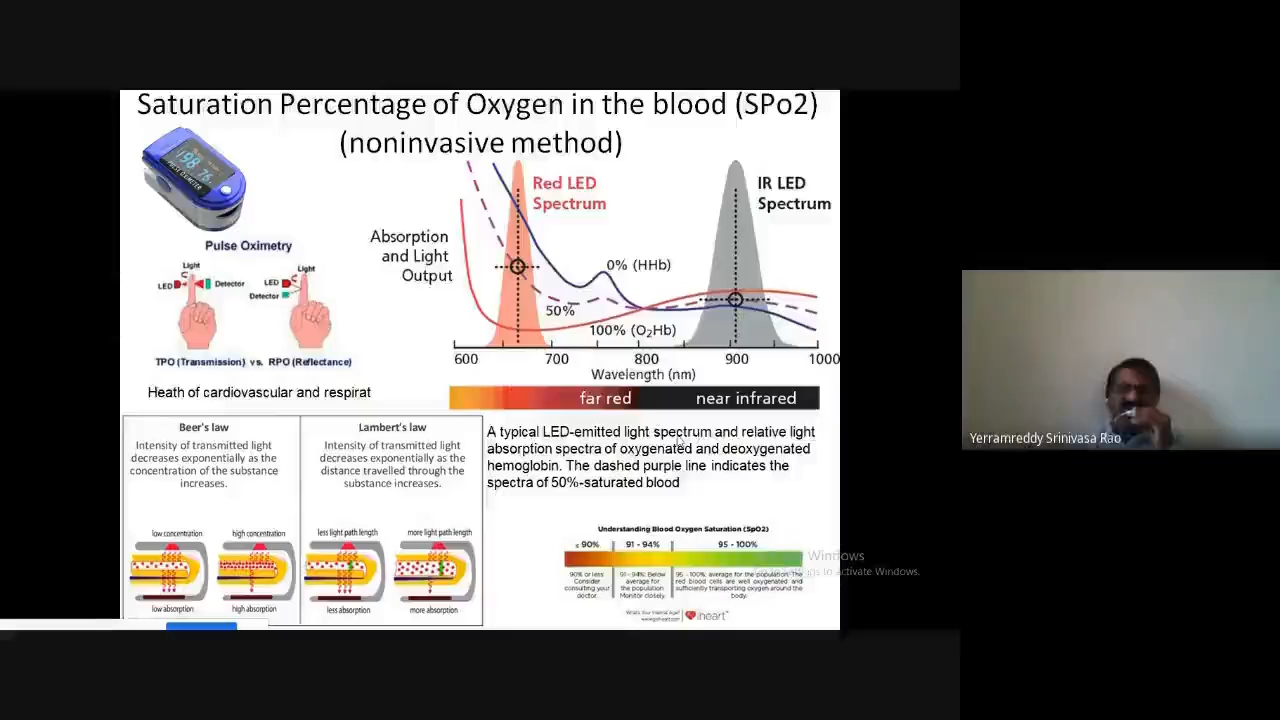 Saturation Percentage of Oxygen in the blood (SPo2)
(noninvasive method)
98 76
PULSE OXIMETER
Pulse Oximetry
Light
LED
Detector
Light
LED
Detector
TPO (Transmission) vs. RPO (Reflectance)
Heath of cardiovascular and respirat
Absorption
and Light
Output
Red LED
Spectrum
IR LED
Spectrum
0% (HHb)
50%
100% (O₂Hb)
600 700 800 900 1000
Wavelength (nm)
far red near infrared
Beer's law
Intensity of transmitted light
decreases exponentially as the
concentration of the substance
increases.
low concentration high concentration
low absorption high absorption
Lambert's law
Intensity of transmitted light
decreases exponentially as the
distance travelled through the
substance increases.
less light path length more light path length
less absorption more absorption
A typical LED-emitted light spectrum and relative light
absorption spectra of oxygenated and deoxygenated
hemoglobin. The dashed purple line indicates the
spectra of 50%-saturated blood
Understanding Blood Oxygen Saturation (SpO2)
≤ 90% 91 - 94% 95 - 100%
90% or less
Consider
consulting your
doctor.
91 - 94%: Below
average for
the population.
Monitor closely.
95 - 100%: average for the population. The
red blood cells are well oxygenated and
sufficiently transporting oxygen around the
body.
What's Your Internal Age?
iheart
Windows
to activate Windows.
Yerramreddy Srinivasa Rao